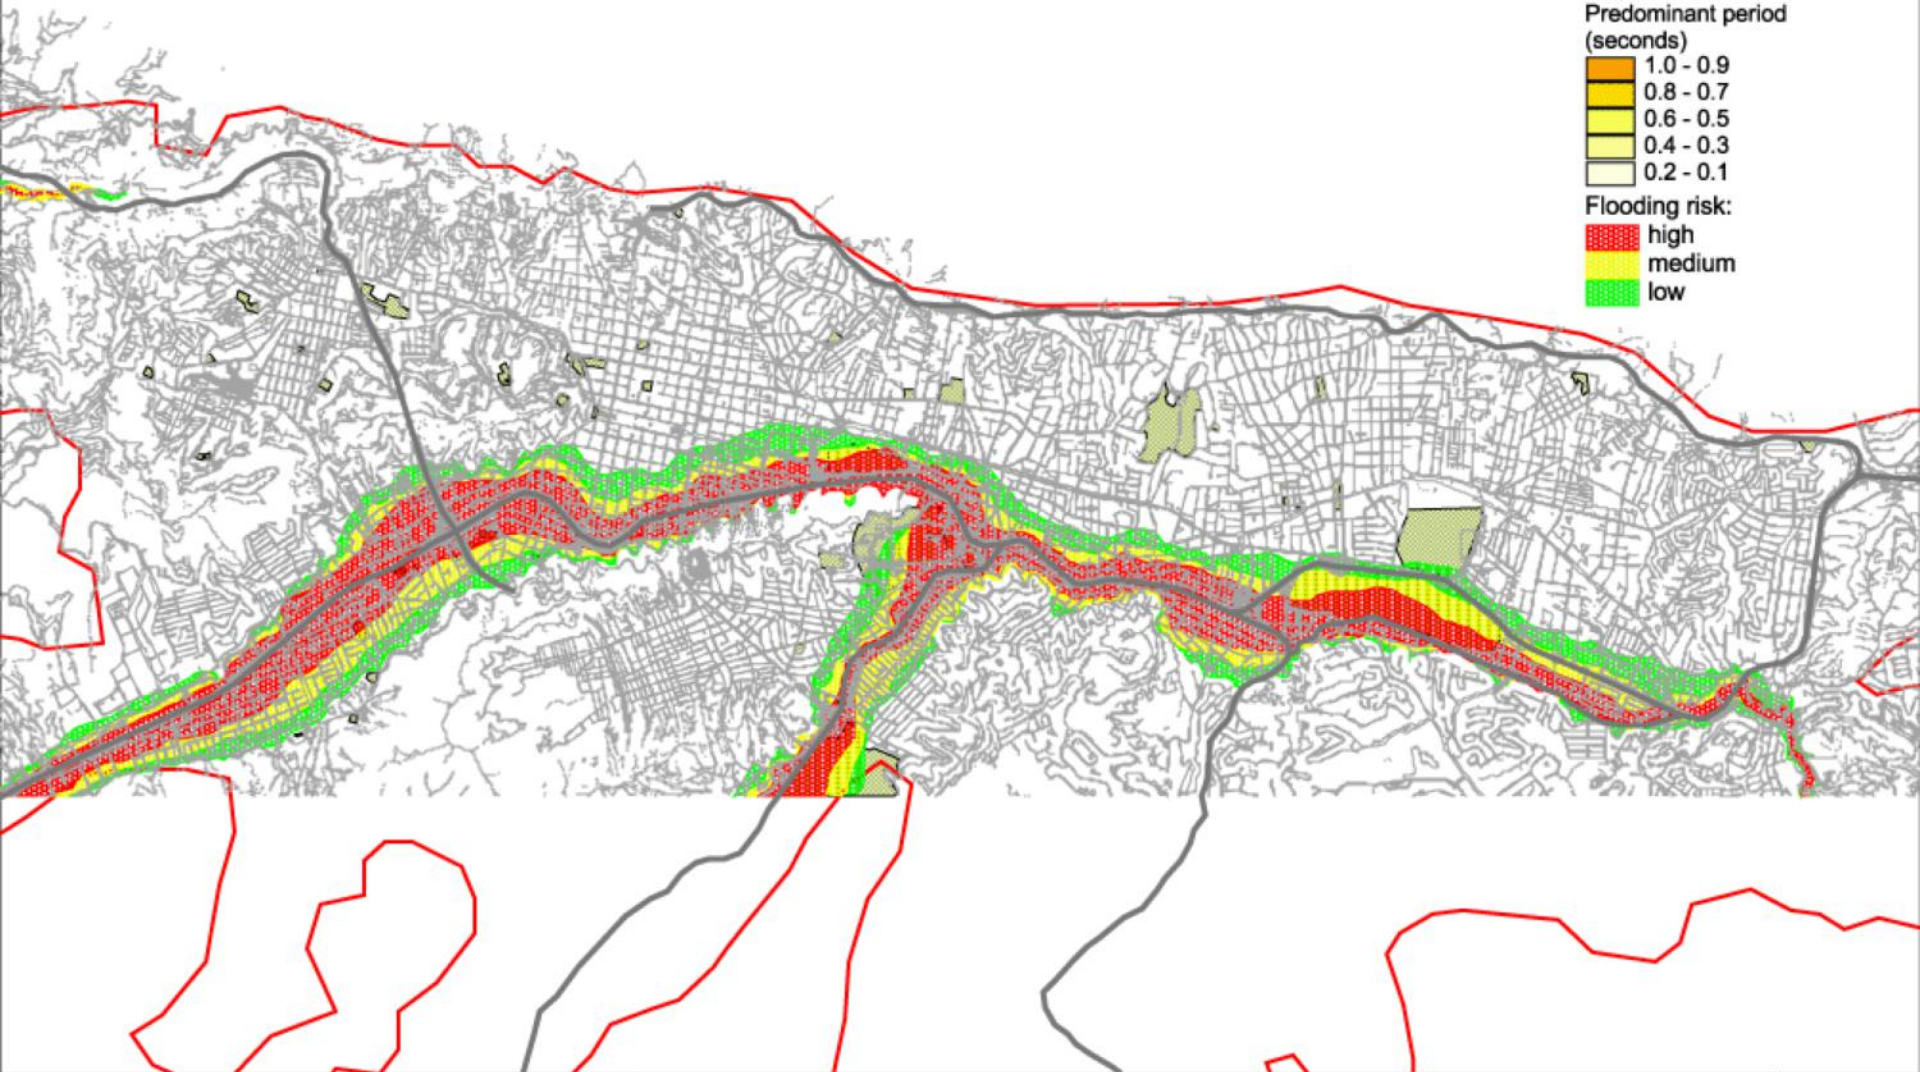 Predominant period
(seconds)
1.0 - 0.9
0.8 - 0.7
0.6 - 0.5
0.4 - 0.3
0.2 - 0.1
Flooding risk:
high
medium
low